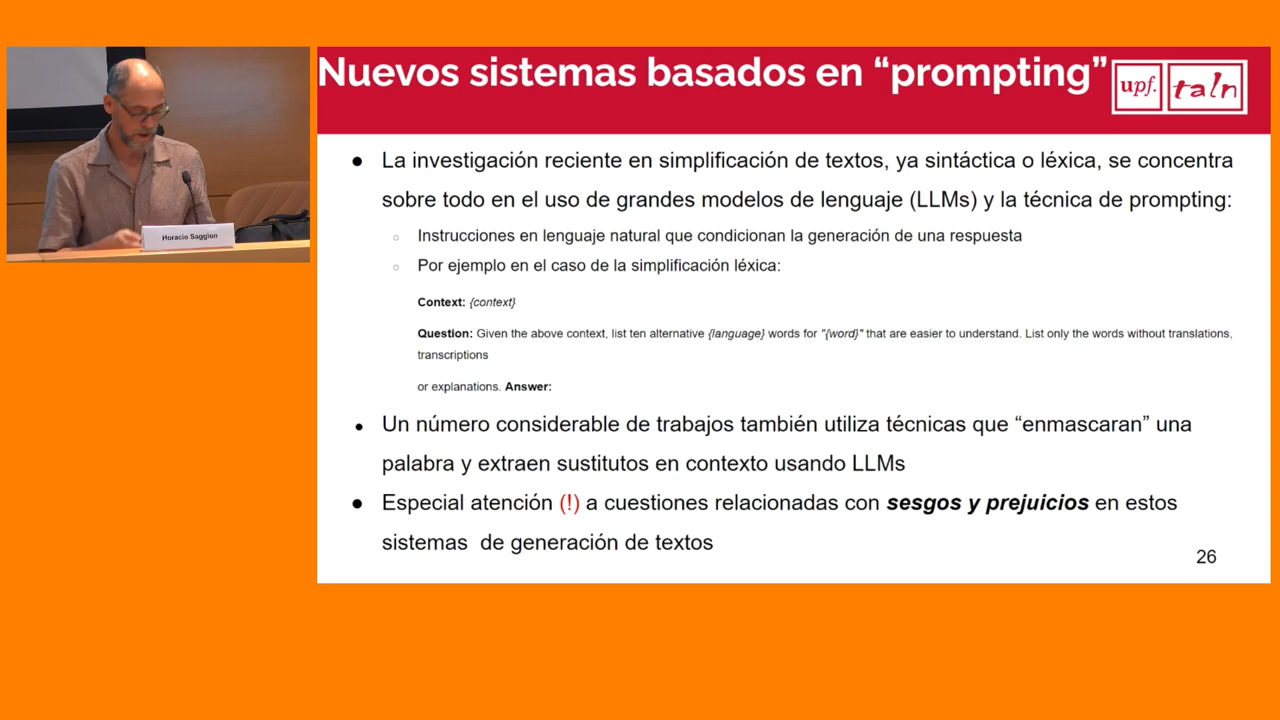 Nuevos sistemas basados en “prompting”
upf. taln
Horacio Saggion
● La investigación reciente en simplificación de textos, ya sintáctica o léxica, se concentra
sobre todo en el uso de grandes modelos de lenguaje (LLMs) y la técnica de prompting:
○ Instrucciones en lenguaje natural que condicionan la generación de una respuesta
○ Por ejemplo en el caso de la simplificación léxica:
Context: {context}
Question: Given the above context, list ten alternative {language} words for "{word}" that are easier to understand. List only the words without translations,
transcriptions
or explanations. Answer:
● Un número considerable de trabajos también utiliza técnicas que “enmascaran” una
palabra y extraen sustitutos en contexto usando LLMs
● Especial atención (!) a cuestiones relacionadas con sesgos y prejuicios en estos
sistemas de generación de textos
26